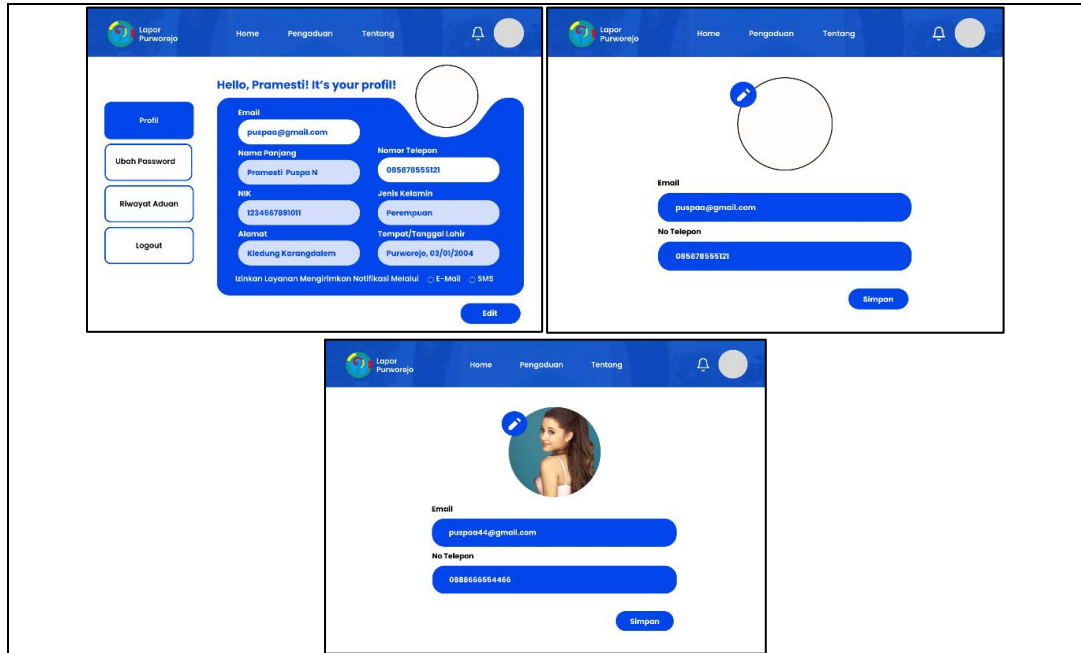 Lapor
Purworejo
Home Pengaduan Tentang
Hello, Pramesti! It's your profil!
Profil
Ubah Password
Riwayat Aduan
Logout
Email
puspaa@gmail.com
Nama Panjang
Pramesti Puspa N
Nomor Telepon
085878555121
NIK
1234567891011
Jenis Kelamin
Perempuan
Alamat
Kledung Karangdalem
Tempat/Tanggal Lahir
Purworejo, 03/01/2004
Izinkan Layanan Mengirimkan Notifikasi Melalui E-Mail SMS
Edit
Lapor
Purworejo
Home Pengaduan Tentang
Email
puspaa@gmail.com
No Telepon
085878555121
Simpan
Lapor
Purworejo
Home Pengaduan Tentang
Email
puspaa44@gmail.com
No Telepon
0888666554466
Simpan